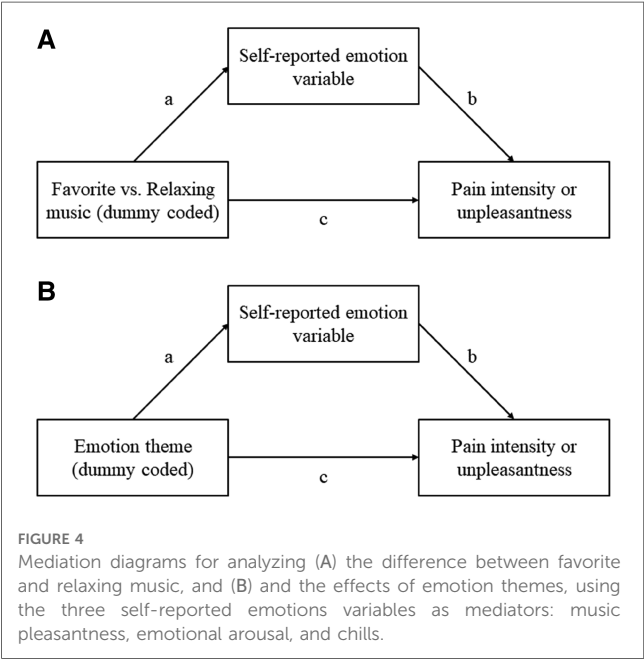 A
Self-reported emotion
variable
a
b
Favorite vs. Relaxing
music (dummy coded)
Pain intensity or
unpleasantness
c
B
Self-reported emotion
variable
a
b
Emotion theme
(dummy coded)
Pain intensity or
unpleasantness
c
FIGURE 4
Mediation diagrams for analyzing (A) the difference between favorite
and relaxing music, and (B) and the effects of emotion themes, using
the three self-reported emotions variables as mediators: music
pleasantness, emotional arousal, and chills.